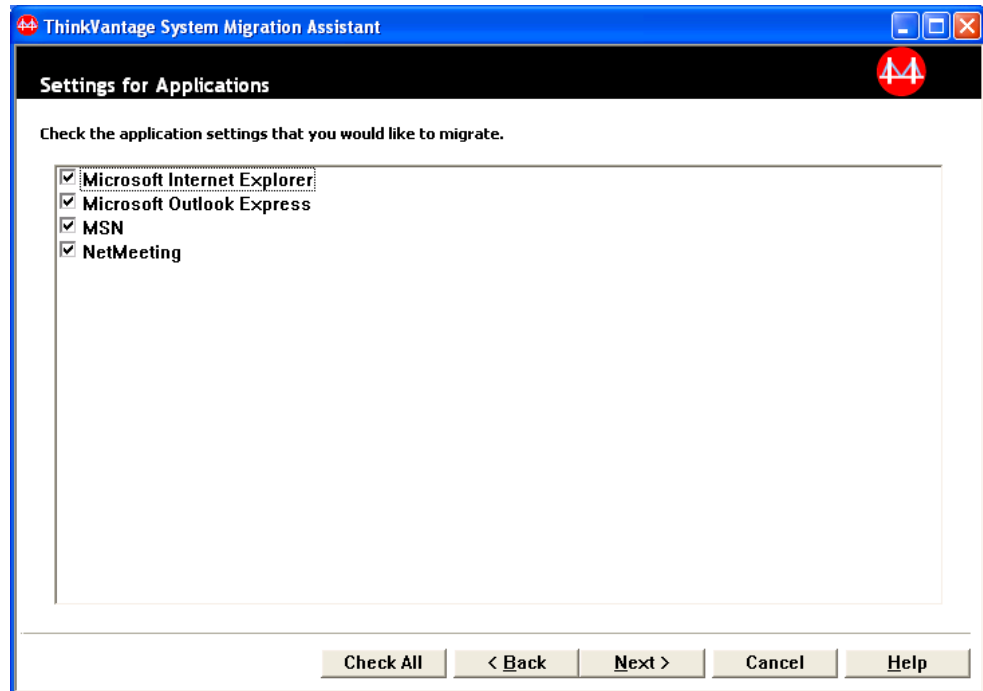 ThinkVantage System Migration Assistant
Settings for Applications
Check the application settings that you would like to migrate.
Microsoft Internet Explorer
Microsoft Outlook Express
MSN
NetMeeting
Check All
< Back
Next >
Cancel
Help